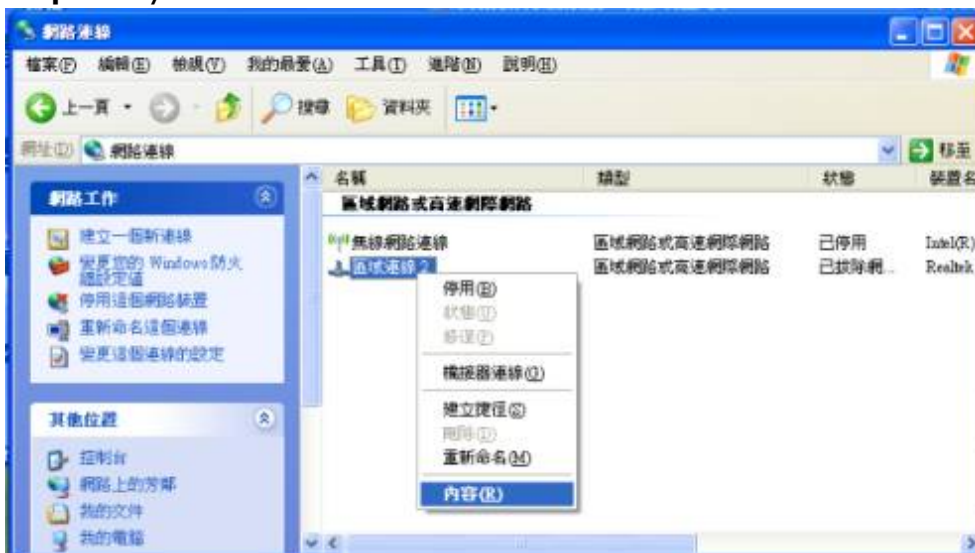 網路連線
檔案(F) 編輯(E) 檢視(V) 我的最愛(A) 工具(T) 進階(N) 說明(H)
上一頁 搜尋 資料夾
網址(D) 網路連線 移至
網路工作
建立一個新連線
變更您的 Windows 防火牆設定值
停用這個網路裝置
重新命名這個連線
變更這個連線的設定
其他位置
控制台
網路上的芳鄰
我的文件
我的電腦
名稱 類型 狀態 裝置名
區域網路或高速網際網路
無線網路連線 區域網路或高速網際網路 已停用 Intel(R)
區域連線 2 區域網路或高速網際網路 已拔除網... Realtek
停用(B)
狀態(U)
修復(P)
橋接器連線(G)
建立捷徑(S)
刪除(D)
重新命名(M)
內容(R)